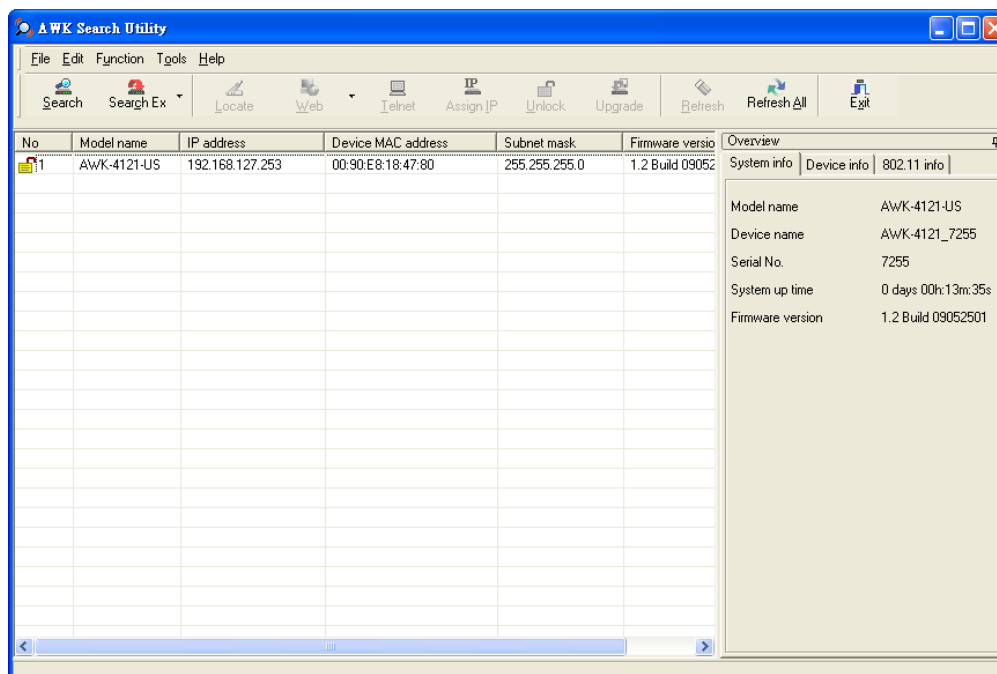 AWK Search Utility
File Edit Function Tools Help
Search Search Ex Locate Web Telnet Assign IP Unlock Upgrade Refresh Refresh All Exit
IP
No Model name IP address Device MAC address Subnet mask Firmware versio
1 AWK-4121-US 192.168.127.253 00:90:E8:18:47:80 255.255.255.0 1.2 Build 09052
Overview
System info Device info 802.11 info
Model name AWK-4121-US
Device name AWK-4121_7255
Serial No. 7255
System up time 0 days 00h:13m:35s
Firmware version 1.2 Build 09052501